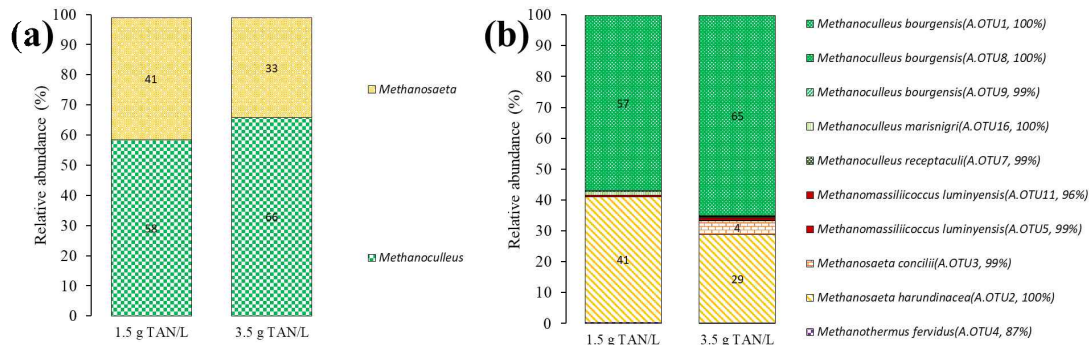 (a)
Relative abundance (%)
100
90
80
70
60
50
40
30
20
10
0
41
58
33
66
1.5 g TAN/L
3.5 g TAN/L
Methanosaeta
Methanoculleus
(b)
Relative abundance (%)
100
90
80
70
60
50
40
30
20
10
0
57
41
65
4
29
1.5 g TAN/L
3.5 g TAN/L
Methanoculleus bourgensis(A.OTU1, 100%)
Methanoculleus bourgensis(A.OTU8, 100%)
Methanoculleus bourgensis(A.OTU9, 99%)
Methanoculleus marisnigri(A.OTU16, 100%)
Methanoculleus receptaculi(A.OTU7, 99%)
Methanomassiliicoccus luminyensis(A.OTU11, 96%)
Methanomassiliicoccus luminyensis(A.OTU5, 99%)
Methanosaeta concilii(A.OTU3, 99%)
Methanosaeta harundinacea(A.OTU2, 100%)
Methanothermus fervidus(A.OTU4, 87%)